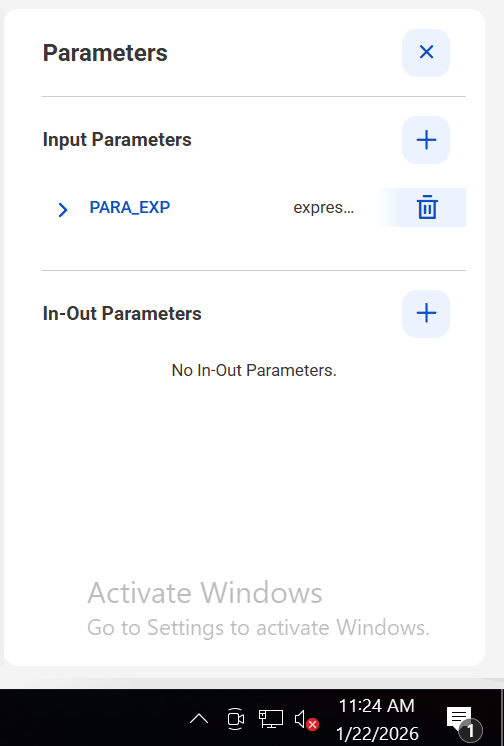 Parameters
Input Parameters
PARA_EXP expres...
In-Out Parameters
No In-Out Parameters.
Activate Windows
Go to Settings to activate Windows.
11:24 AM
1/22/2026
1